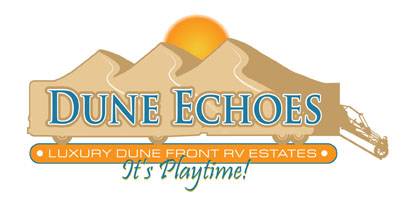 DUNE ECHOES
• LUXURY DUNE FRONT RV ESTATES •
It's Playtime!